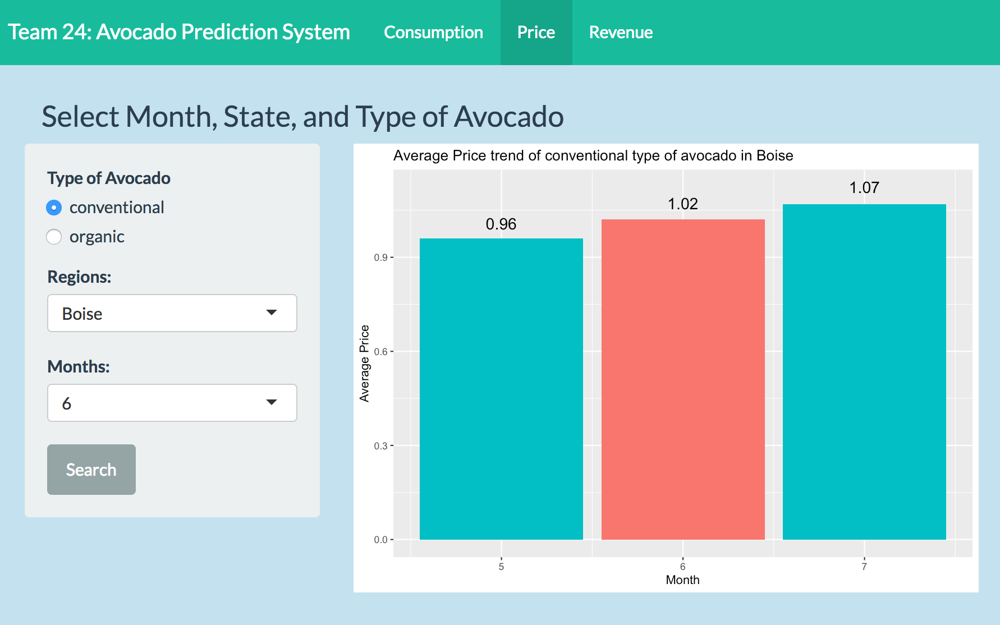 Team 24: Avocado Prediction System Consumption Price Revenue
Select Month, State, and Type of Avocado
Type of Avocado
conventional
organic
Regions:
Boise
Months:
6
Search
Average Price trend of conventional type of avocado in Boise
0.96
1.02
1.07
Average Price
0.9
0.6
0.3
0.0
5 6 7
Month